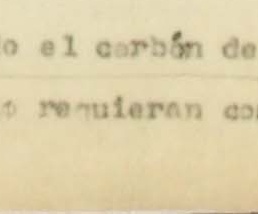 o el carbón de
requieran co